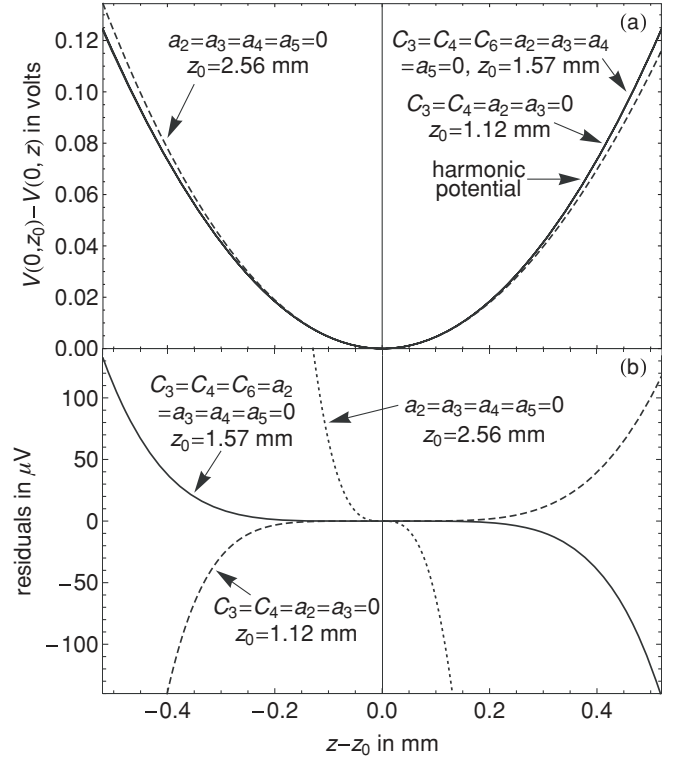 (a)
a₂=a₃=a₄=a₅=0
z₀=2.56 mm
C₃=C₄=C₆=a₂=a₃=a₄
=a₅=0, z₀=1.57 mm
C₃=C₄=a₂=a₃=0
z₀=1.12 mm
harmonic
potential
V(0,z₀)−V(0, z) in volts
0.12
0.10
0.08
0.06
0.04
0.02
0.00
(b)
C₃=C₄=C₆=a₂
=a₃=a₄=a₅=0
z₀=1.57 mm
a₂=a₃=a₄=a₅=0
z₀=2.56 mm
C₃=C₄=a₂=a₃=0
z₀=1.12 mm
residuals in μV
100
50
0
−50
−100
−0.4 −0.2 0.0 0.2 0.4
z−z₀ in mm